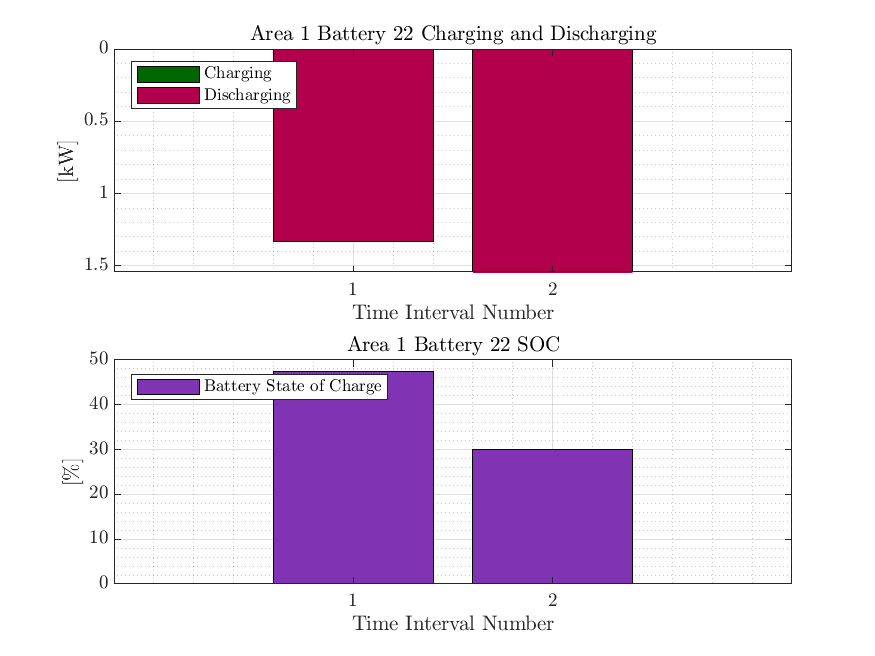 Area 1 Battery 22 Charging and Discharging
0
0.5
1
1.5
[kW]
Charging
Discharging
1
2
Time Interval Number
Area 1 Battery 22 SOC
50
40
30
20
10
0
[%]
Battery State of Charge
1
2
Time Interval Number